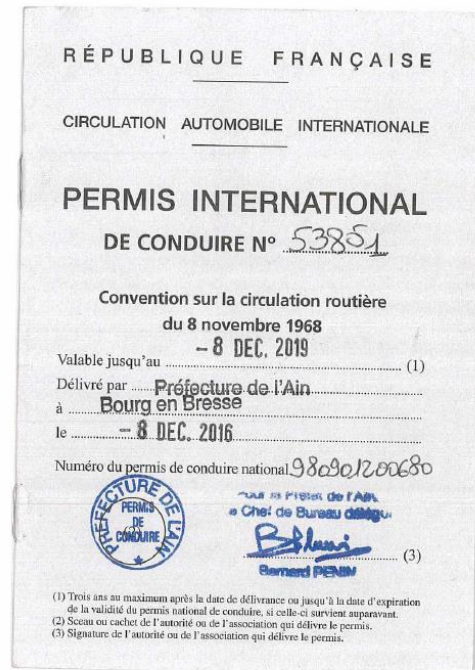 RÉPUBLIQUE FRANÇAISE
CIRCULATION AUTOMOBILE INTERNATIONALE
PERMIS INTERNATIONAL
DE CONDUIRE Nº 53851
Convention sur la circulation routière
du 8 novembre 1968
Valable jusqu'au – 8 DEC. 2019 (1)
Délivré par Préfecture de l'Ain
à Bourg en Bresse
le – 8 DEC. 2016
Numéro du permis de conduire national 980901200680
PRÉFECTURE DE L'AIN
PERMIS
DE
CONDUIRE
le Préfet de l'Ain
Chef de Bureau délégué
(3)
Bernard PENIN
(1) Trois ans au maximum après la date de délivrance ou jusqu'à la date d'expiration
de la validité du permis national de conduire, si celle-ci survient auparavant.
(2) Sceau ou cachet de l'autorité ou de l'association qui délivre le permis.
(3) Signature de l'autorité ou de l'association qui délivre le permis.